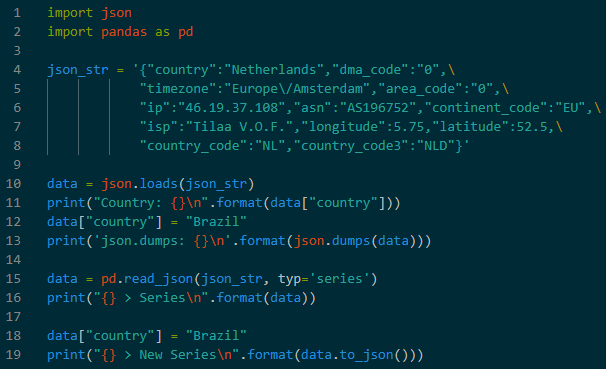 1 import json
2 import pandas as pd
3
4 json_str = '{"country":"Netherlands","dma_code":"0",\
5 "timezone":"Europe\/Amsterdam","area_code":"0",\
6 "ip":"46.19.37.108","asn":"AS196752","continent_code":"EU",\
7 "isp":"Tilaa V.O.F.","longitude":5.75,"latitude":52.5,\
8 "country_code":"NL","country_code3":"NLD"}'
9
10 data = json.loads(json_str)
11 print("Country: {}\n".format(data["country"]))
12 data["country"] = "Brazil"
13 print('json.dumps: {}\n'.format(json.dumps(data)))
14
15 data = pd.read_json(json_str, typ='series')
16 print("{} > Series\n".format(data))
17
18 data["country"] = "Brazil"
19 print("{} > New Series\n".format(data.to_json()))